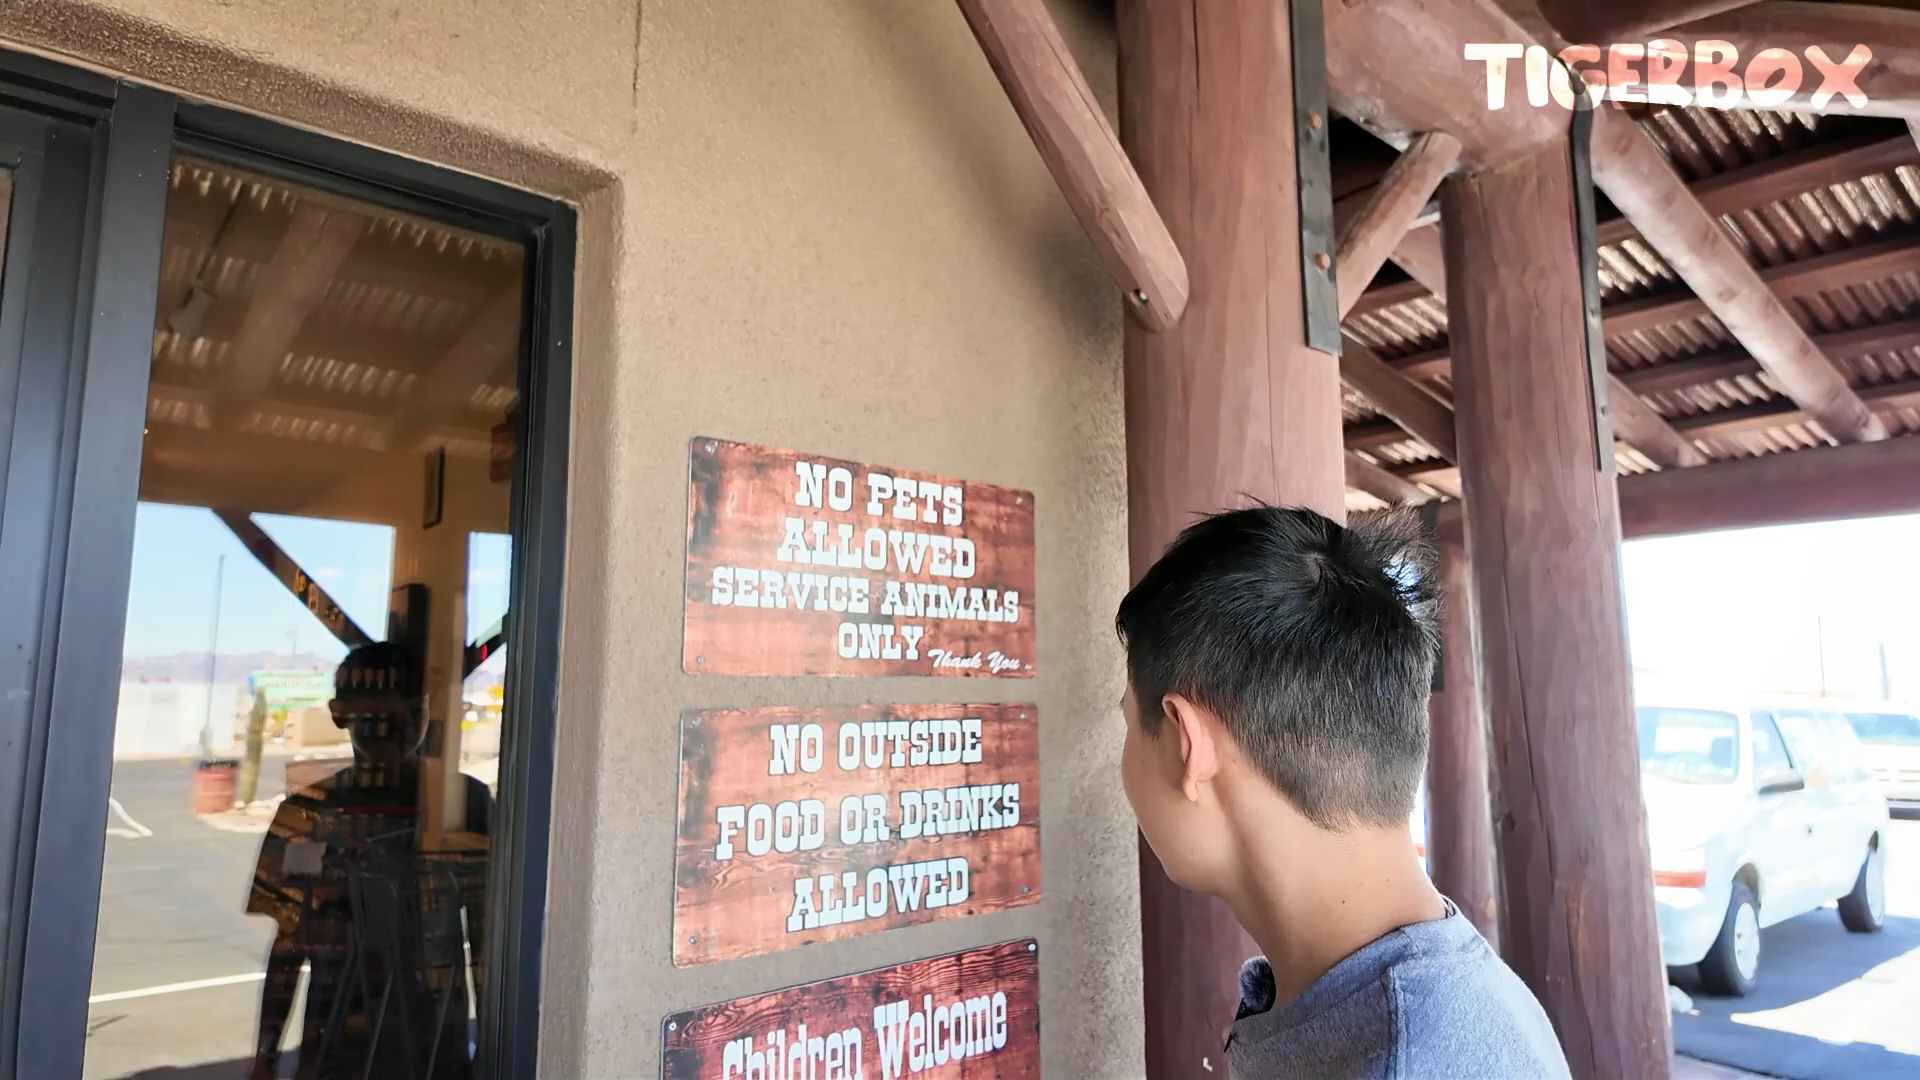 TIGERBOX
NO PETS
ALLOWED
SERVICE ANIMALS
ONLY Thank You
NO OUTSIDE
FOOD OR DRINKS
ALLOWED
Children Welcome